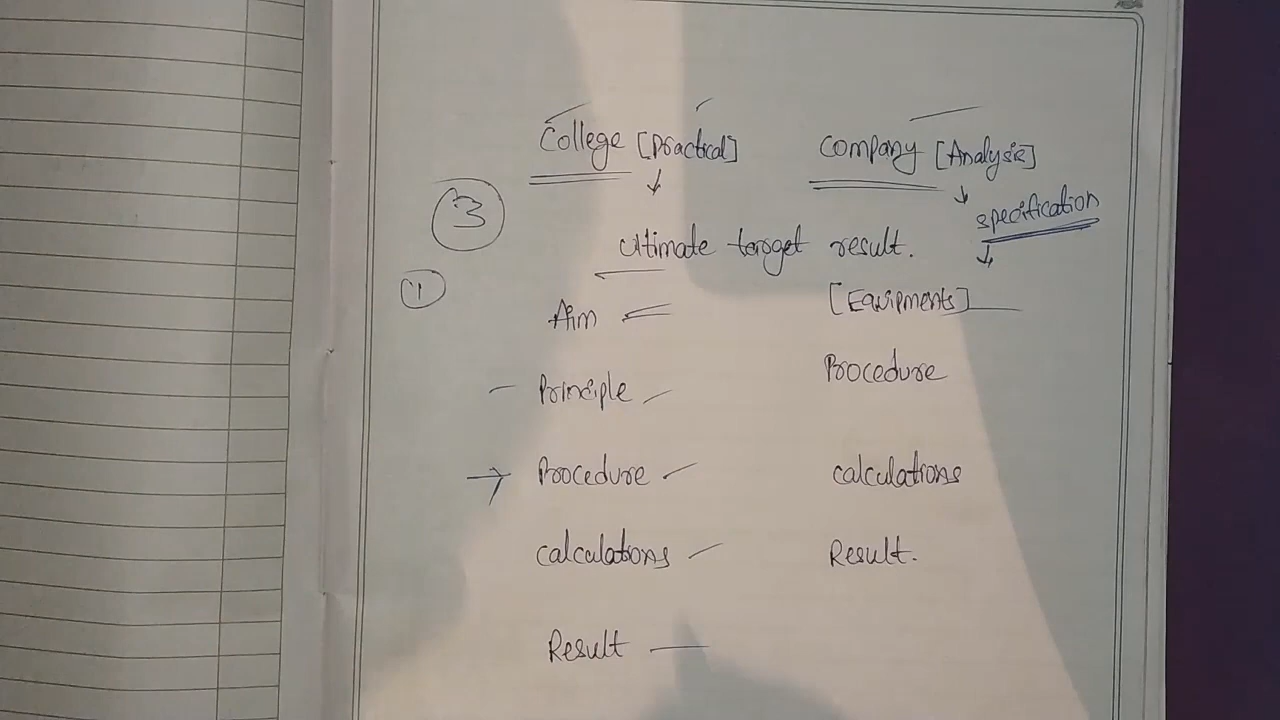 College [Practical] Company [Analysis]
3 specification
Ultimate target result.
1 [Equipments]
Aim
Principle Procedure
Procedure calculations
calculations Result.
Result